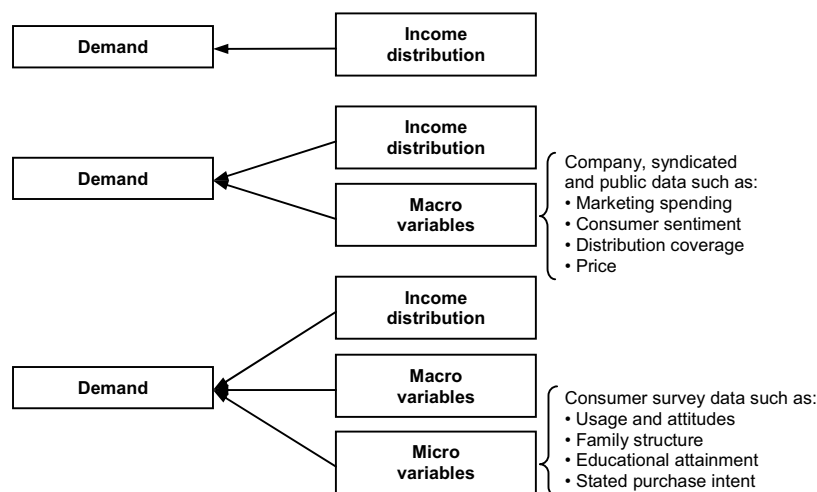 Demand
Income
distribution
Demand
Income
distribution
Macro
variables
Company, syndicated
and public data such as:
• Marketing spending
• Consumer sentiment
• Distribution coverage
• Price
Demand
Income
distribution
Macro
variables
Micro
variables
Consumer survey data such as:
• Usage and attitudes
• Family structure
• Educational attainment
• Stated purchase intent